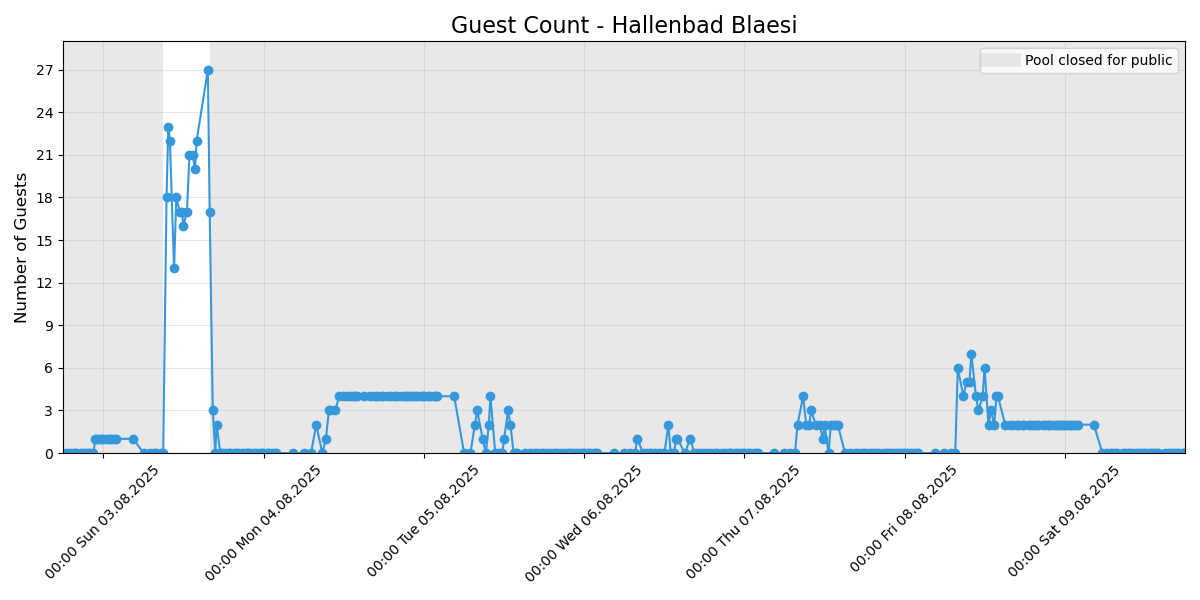 Guest Count - Hallenbad Blaesi
Pool closed for public
Number of Guests
27
24
21
18
15
12
9
6
3
0
00:00 Sun 03.08.2025
00:00 Mon 04.08.2025
00:00 Tue 05.08.2025
00:00 Wed 06.08.2025
00:00 Thu 07.08.2025
00:00 Fri 08.08.2025
00:00 Sat 09.08.2025